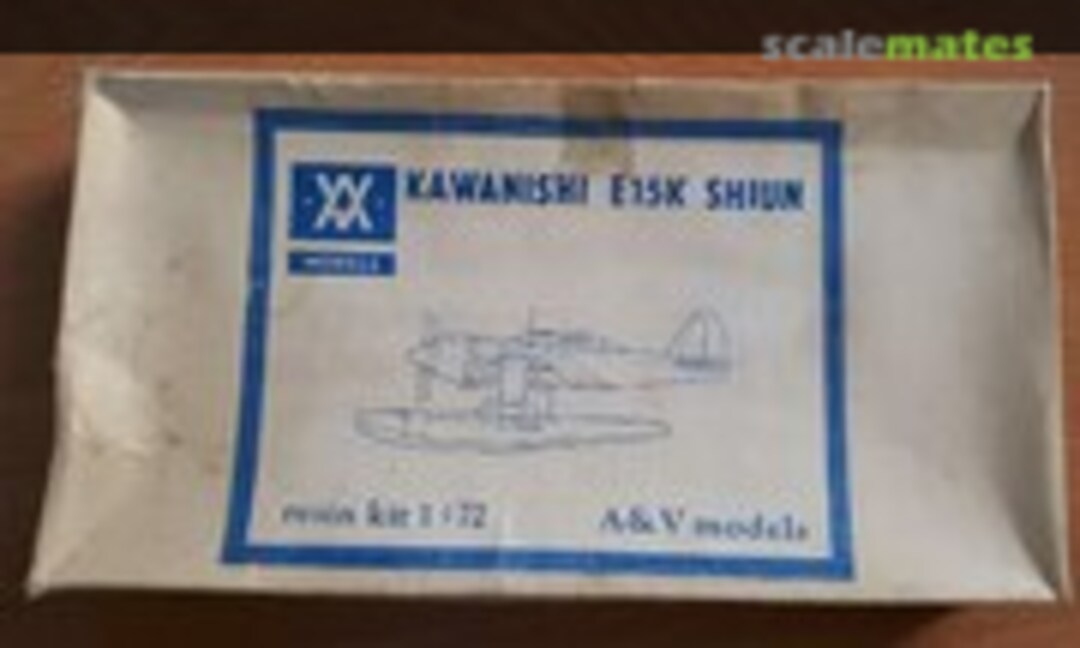 scalemates
KAWANISHI E15K SHIUN
MODELS
resin kit 1:72
A&V models